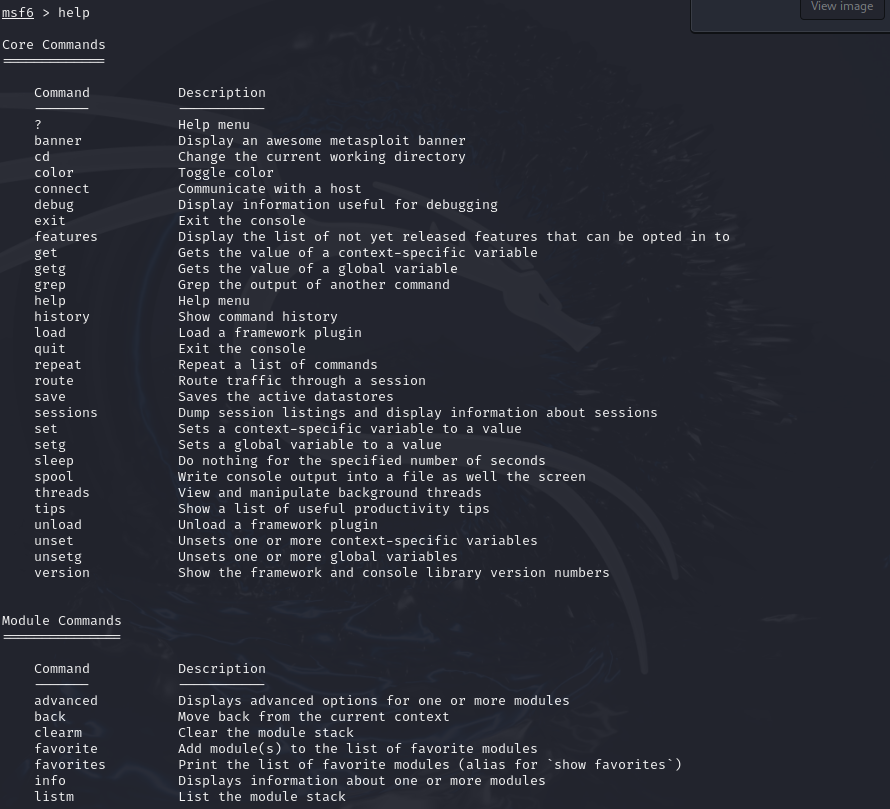 View image
msf6 > help
Core Commands
=============
Command Description
------- -----------
? Help menu
banner Display an awesome metasploit banner
cd Change the current working directory
color Toggle color
connect Communicate with a host
debug Display information useful for debugging
exit Exit the console
features Display the list of not yet released features that can be opted in to
get Gets the value of a context-specific variable
getg Gets the value of a global variable
grep Grep the output of another command
help Help menu
history Show command history
load Load a framework plugin
quit Exit the console
repeat Repeat a list of commands
route Route traffic through a session
save Saves the active datastores
sessions Dump session listings and display information about sessions
set Sets a context-specific variable to a value
setg Sets a global variable to a value
sleep Do nothing for the specified number of seconds
spool Write console output into a file as well the screen
threads View and manipulate background threads
tips Show a list of useful productivity tips
unload Unload a framework plugin
unset Unsets one or more context-specific variables
unsetg Unsets one or more global variables
version Show the framework and console library version numbers
Module Commands
===============
Command Description
------- -----------
advanced Displays advanced options for one or more modules
back Move back from the current context
clearm Clear the module stack
favorite Add module(s) to the list of favorite modules
favorites Print the list of favorite modules (alias for `show favorites`)
info Displays information about one or more modules
listm List the module stack